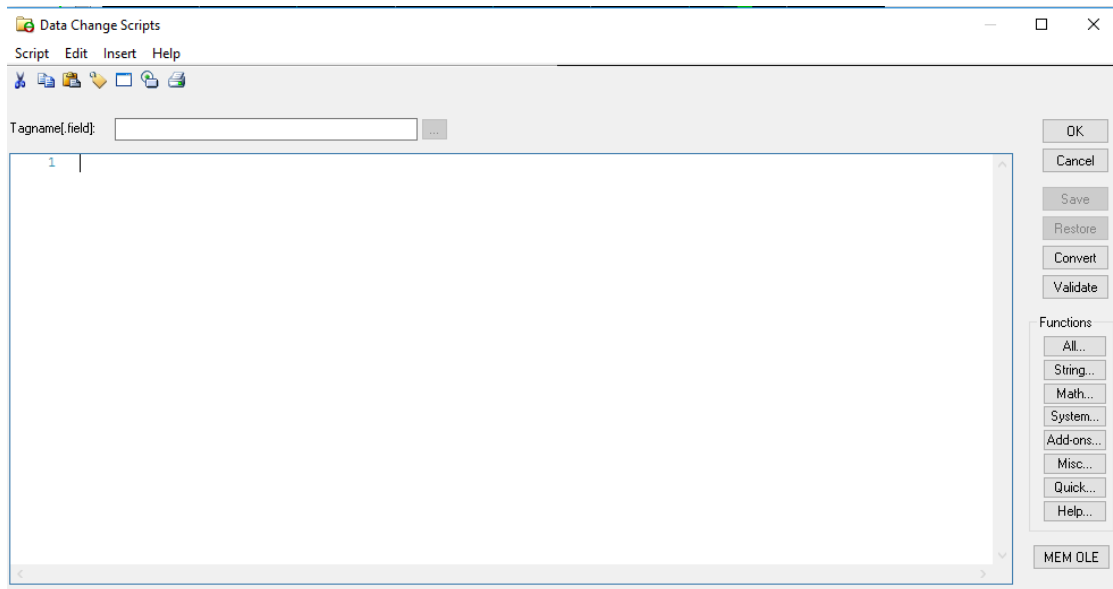 Data Change Scripts
Script Edit Insert Help
Tagname[.field]:
...
1
OK
Cancel
Save
Restore
Convert
Validate
Functions
All...
String...
Math...
System...
Add-ons...
Misc...
Quick...
Help...
MEM OLE